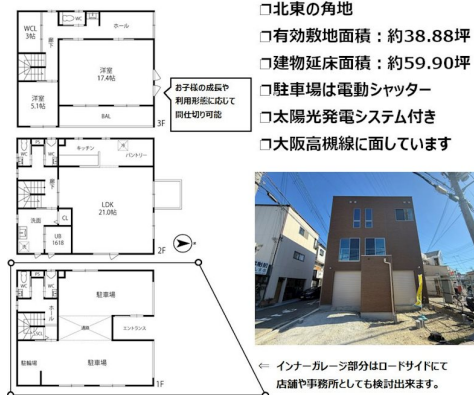 □北東の角地
□有効敷地面積：約38.88坪
□建物延床面積：約59.90坪
□駐車場は電動シャッター
□太陽光発電システム付き
□大阪高槻線に面しています
WCL
3帖
廊下
WC
ホール
洋室
17.4帖
洋室
5.1帖
BAL
3F
お子様の成長や
利用形態に応じて
間仕切り可能
WC
WC
廊下
キッチン
パントリー
LDK
21.0帖
洗面
CL
UB
1618
2F
WC
WC
ホール
SCL
駐車場
通路
エントランス
駐輪場
駐車場
1F
⇐ インナーガレージ部分はロードサイドにて
店舗や事務所としても検討出来ます。